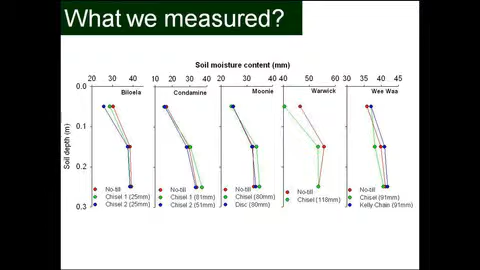 What we measured?
Soil moisture content (mm)
20 30 40 10 20 30 40 20 30 40 40 50 60 30 35 40 45
Biloela Condamine Moonie Warwick Wee Waa
0.0
0.1
0.2
0.3
Soil depth (m)
No-till No-till No-till No-till No-till
Chisel 1 (25mm) Chisel 1 (61mm) Chisel (80mm) Chisel (118mm) Chisel (91mm)
Chisel 2 (25mm) Chisel 2 (51mm) Disc (80mm) Kelly Chain (91mm)